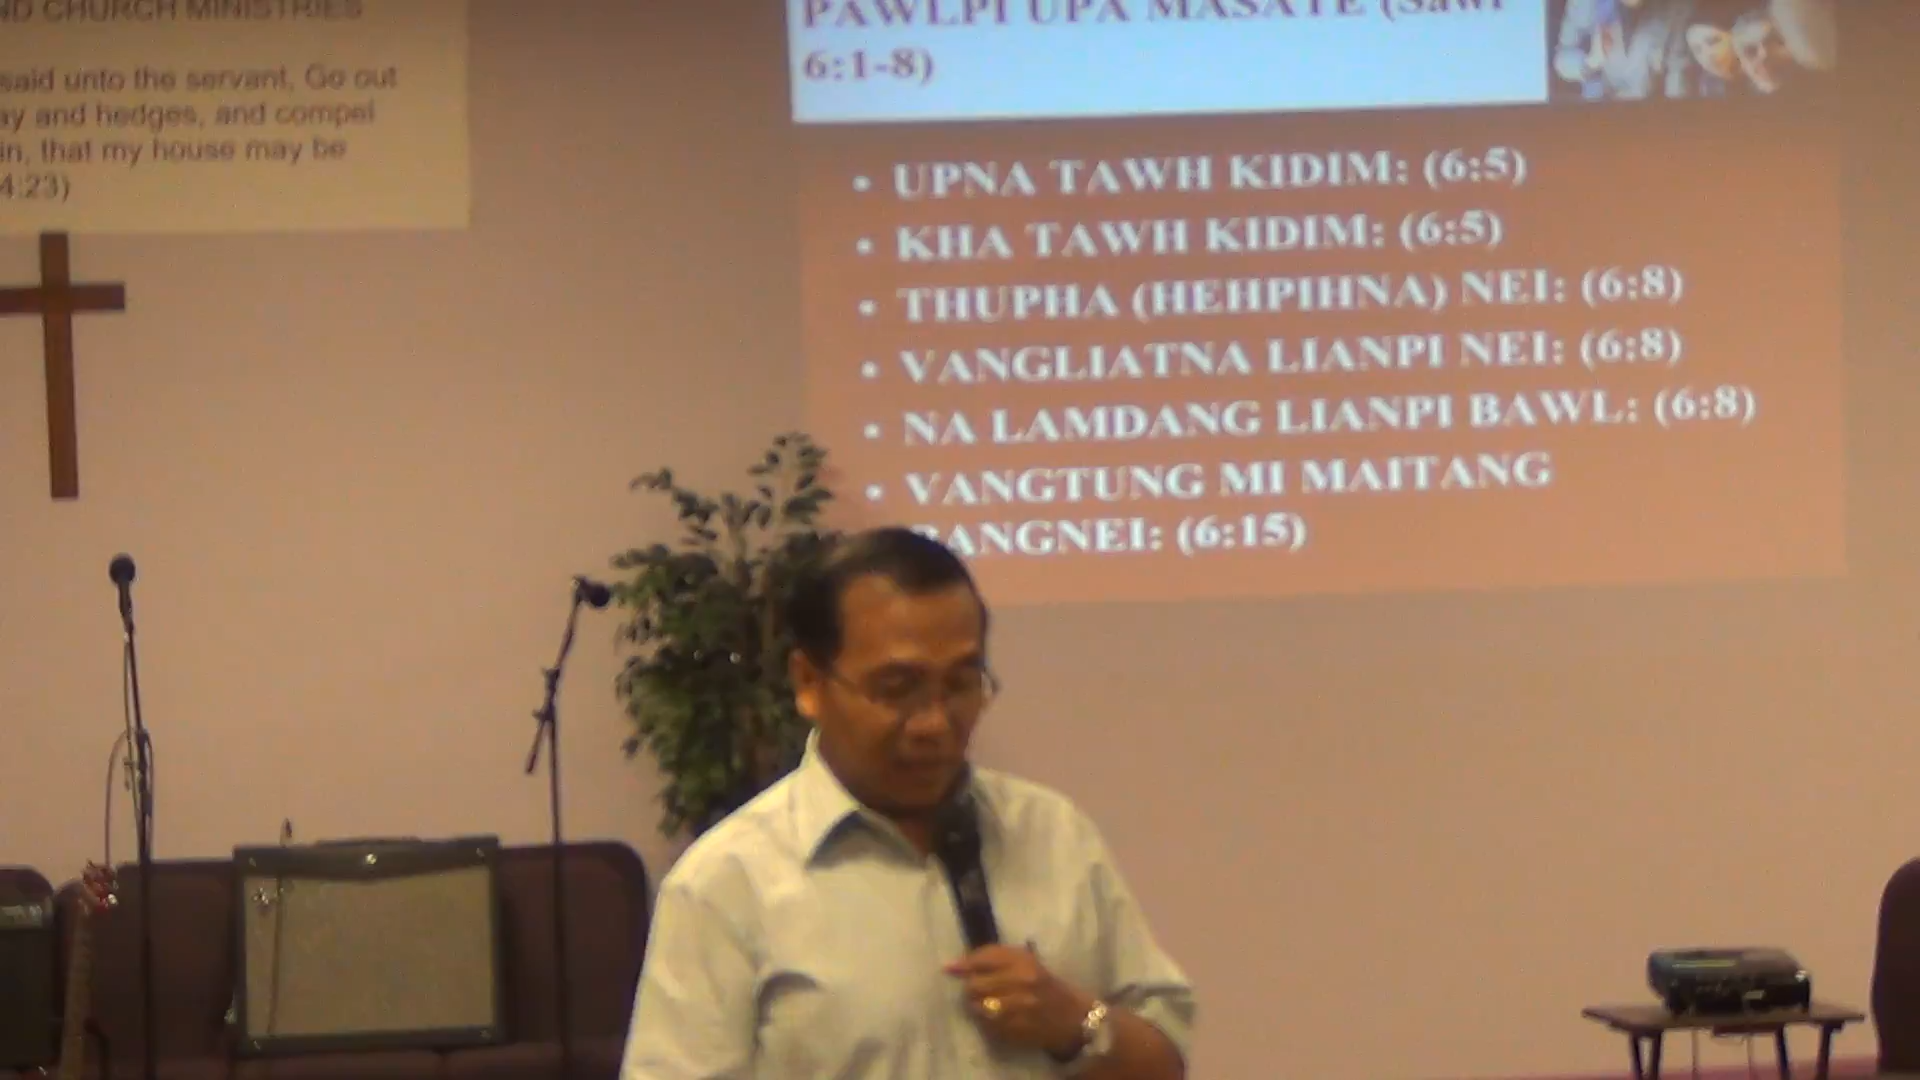 ND CHURCH MINISTRIES
said unto the servant, Go out
ay and hedges, and compel
in, that my house may be
4:23)
PAWLPI UPA MASATE (Sawl
6:1-8)
• UPNA TAWH KIDIM: (6:5)
• KHA TAWH KIDIM: (6:5)
• THUPHA (HEHPIHNA) NEI: (6:8)
• VANGLIATNA LIANPI NEI: (6:8)
• NA LAMDANG LIANPI BAWL: (6:8)
• VANGTUNG MI MAITANG
BANGNEI: (6:15)